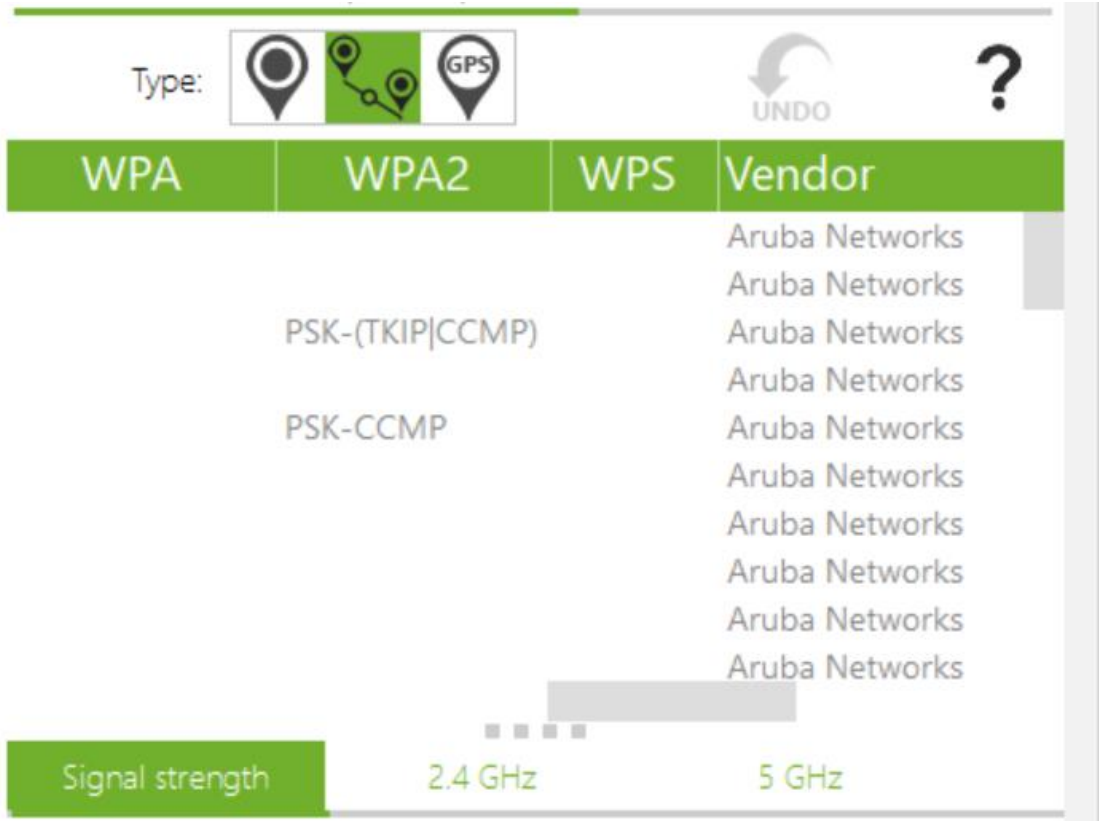 Type: GPS UNDO ?
WPA WPA2 WPS Vendor
Aruba Networks
Aruba Networks
PSK-(TKIP|CCMP) Aruba Networks
Aruba Networks
PSK-CCMP Aruba Networks
Aruba Networks
Aruba Networks
Aruba Networks
Aruba Networks
Aruba Networks
Signal strength 2.4 GHz 5 GHz